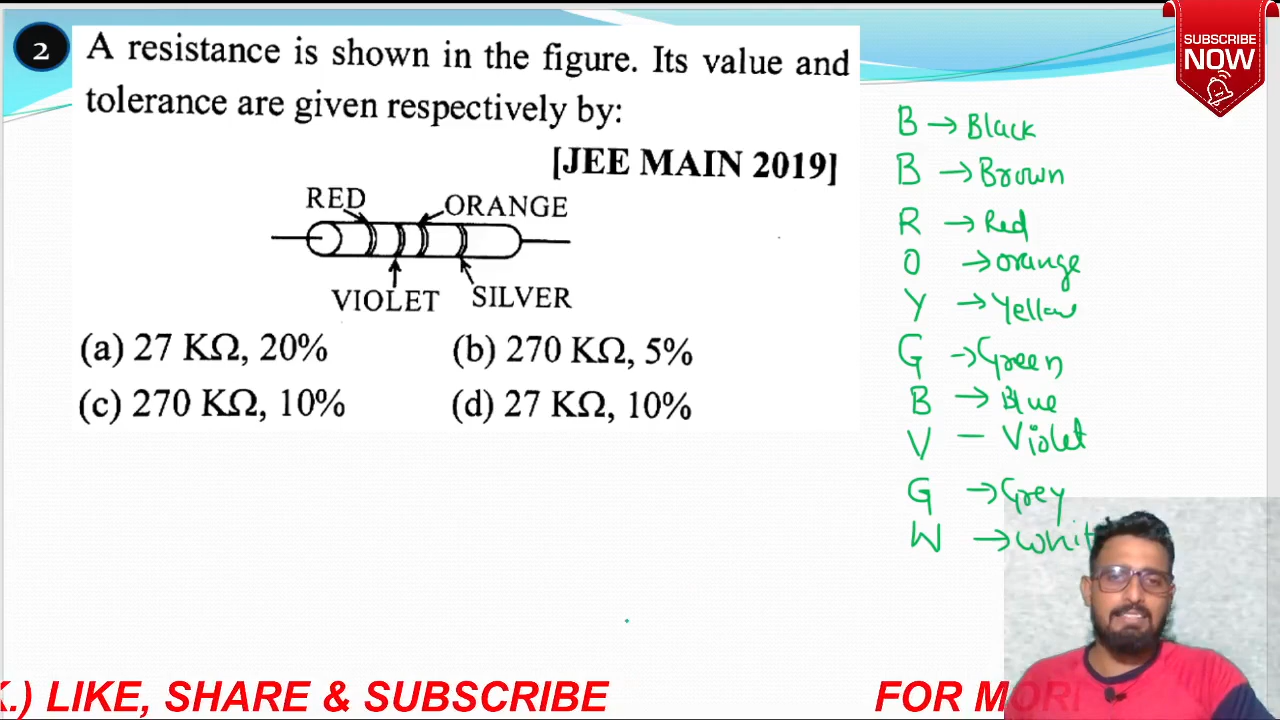 2
A resistance is shown in the figure. Its value and
tolerance are given respectively by:
[JEE MAIN 2019]
RED
ORANGE
VIOLET
SILVER
(a) 27 KΩ, 20%
(b) 270 KΩ, 5%
(c) 270 KΩ, 10%
(d) 27 KΩ, 10%
SUBSCRIBE
NOW
B → Black
B → Brown
R → Red
O → orange
Y → Yellow
G → Green
B → Blue
V – Violet
G → Grey
W → Whit
K.) LIKE, SHARE & SUBSCRIBE
FOR MOR